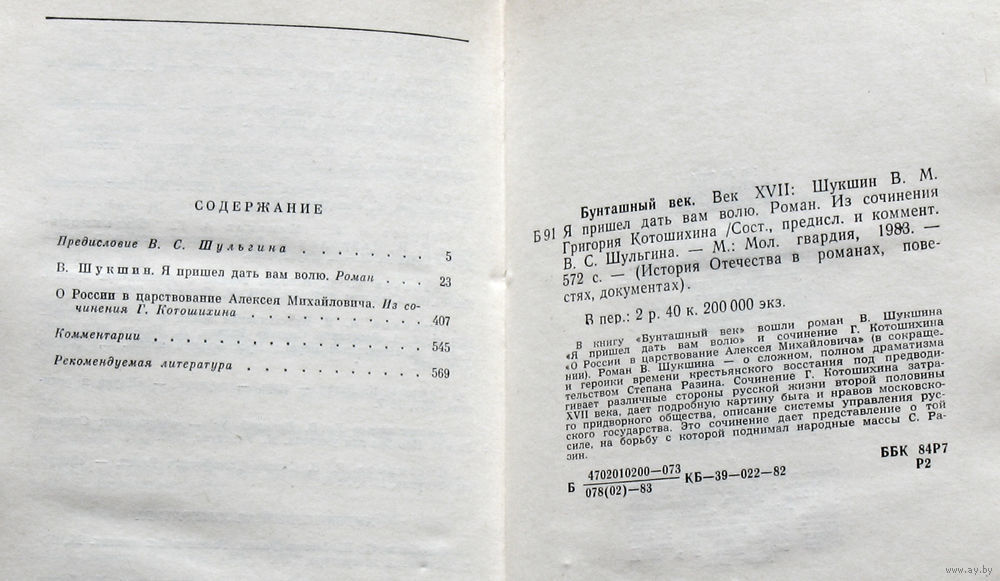 СОДЕРЖАНИЕ
Предисловие В. С. Шульгина . . . . . . . . 5
В. Шукшин. Я пришел дать вам волю. Роман . . . 23
О России в царствование Алексея Михайловича. Из со-
чинения Г. Котошихина . . . . . . . . . . 407
Комментарии . . . . . . . . . . . . . . 545
Рекомендуемая литература . . . . . . . . . 569
Бунташный век. Век XVII: Шукшин В. М.
Б 91 Я пришел дать вам волю. Роман. Из сочинения
Григория Котошихина /Сост., предисл. и коммент.
В. С. Шульгина. — М.: Мол. гвардия, 1983. —
572 с. — (История Отечества в романах, пове-
стях, документах).
В пер.: 2 р. 40 к. 200 000 экз.
В книгу «Бунташный век» вошли роман В. Шукшина
«Я пришел дать вам волю» и сочинение Г. Котошихина
«О России в царствование Алексея Михайловича» (в сокраще-
нии). Роман В. Шукшина — о сложном, полном драматизма
и героики времени крестьянского восстания под предводи-
тельством Степана Разина. Сочинение Г. Котошихина затра-
гивает различные стороны русской жизни второй половины
XVII века, дает подробную картину быта и нравов московско-
го придворного общества, описание системы управления рус-
ского государства. Это сочинение дает представление о той
силе, на борьбу с которой поднимал народные массы С. Ра-
зин.
Б 4702010200—073 КБ—39—022—82
078(02)—83
ББК 84Р7
Р2
www.ay.by